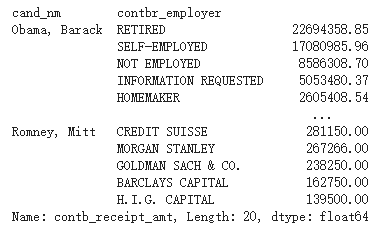 cand_nm        contbr_employer
Obama, Barack  RETIRED                  22694358.85
               SELF-EMPLOYED            17080985.96
               NOT EMPLOYED              8586308.70
               INFORMATION REQUESTED     5053480.37
               HOMEMAKER                 2605408.54
                                            ...
Romney, Mitt   CREDIT SUISSE              281150.00
               MORGAN STANLEY             267266.00
               GOLDMAN SACH & CO.         238250.00
               BARCLAYS CAPITAL           162750.00
               H.I.G. CAPITAL             139500.00
Name: contb_receipt_amt, Length: 20, dtype: float64